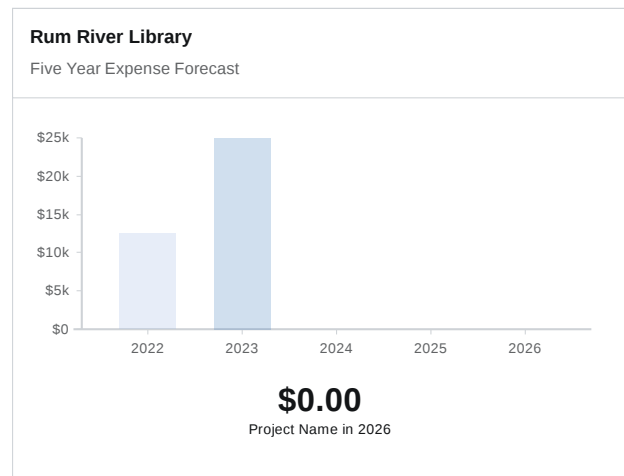 Rum River Library
Five Year Expense Forecast
$25k
$20k
$15k
$10k
$5k
$0
2022 2023 2024 2025 2026
$0.00
Project Name in 2026